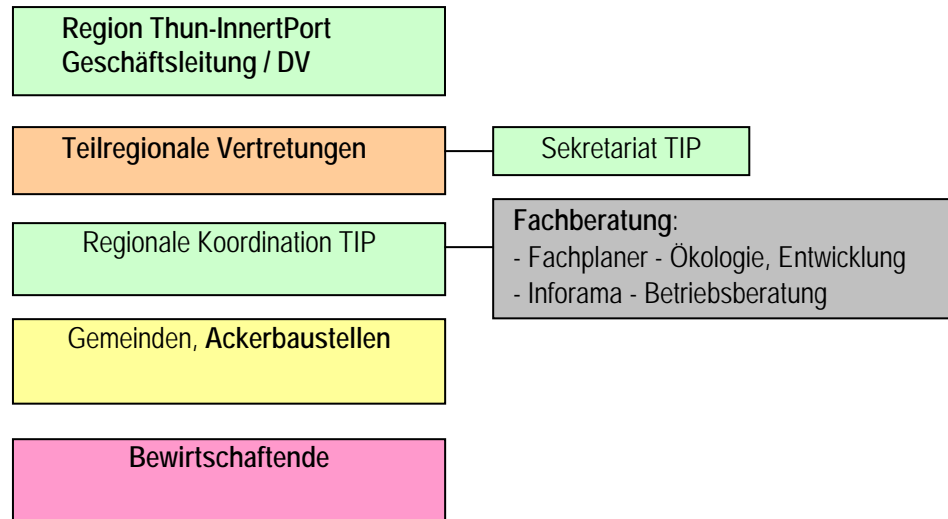 Region Thun-InnertPort
Geschäftsleitung / DV
Teilregionale Vertretungen
Sekretariat TIP
Regionale Koordination TIP
Fachberatung:
- Fachplaner - Ökologie, Entwicklung
- Inforama - Betriebsberatung
Gemeinden, Ackerbaustellen
Bewirtschaftende